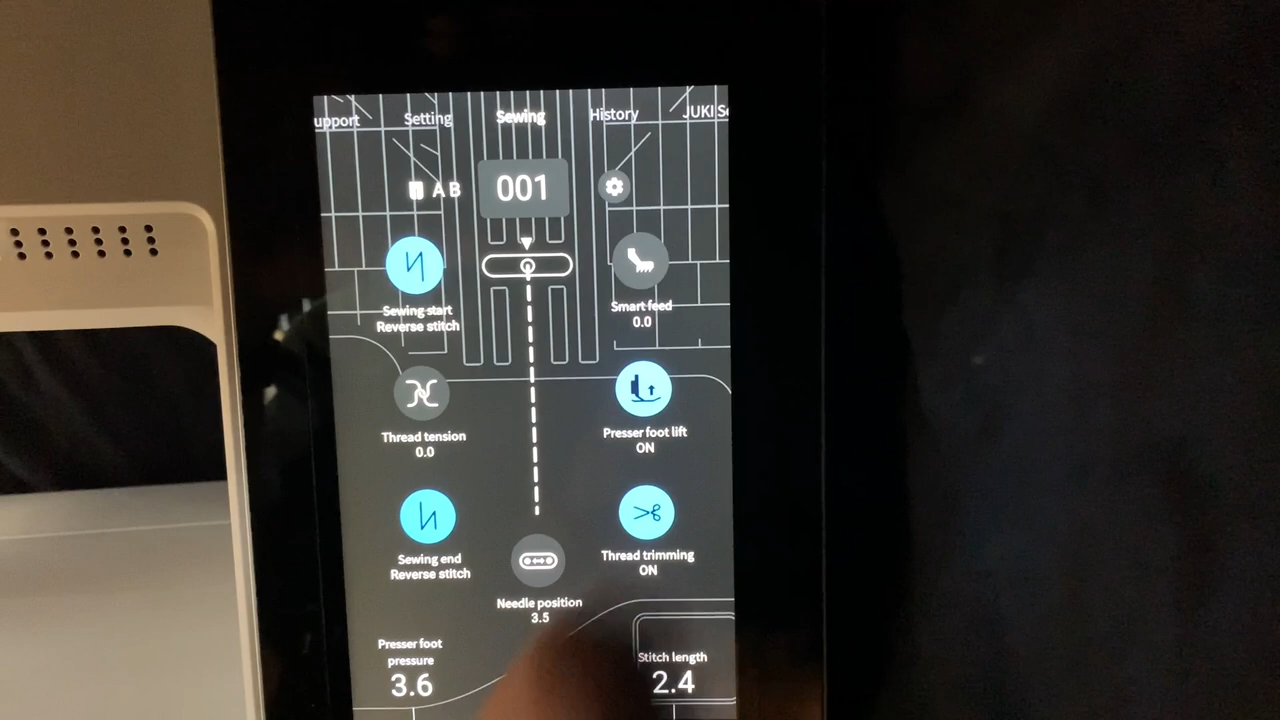 upport Setting Sewing History JUKI S
AB 001
Sewing start
Reverse stitch
Smart feed
0.0
Thread tension
0.0
Presser foot lift
ON
Sewing end
Reverse stitch
Thread trimming
ON
Needle position
3.5
Presser foot
pressure
3.6
Stitch length
2.4